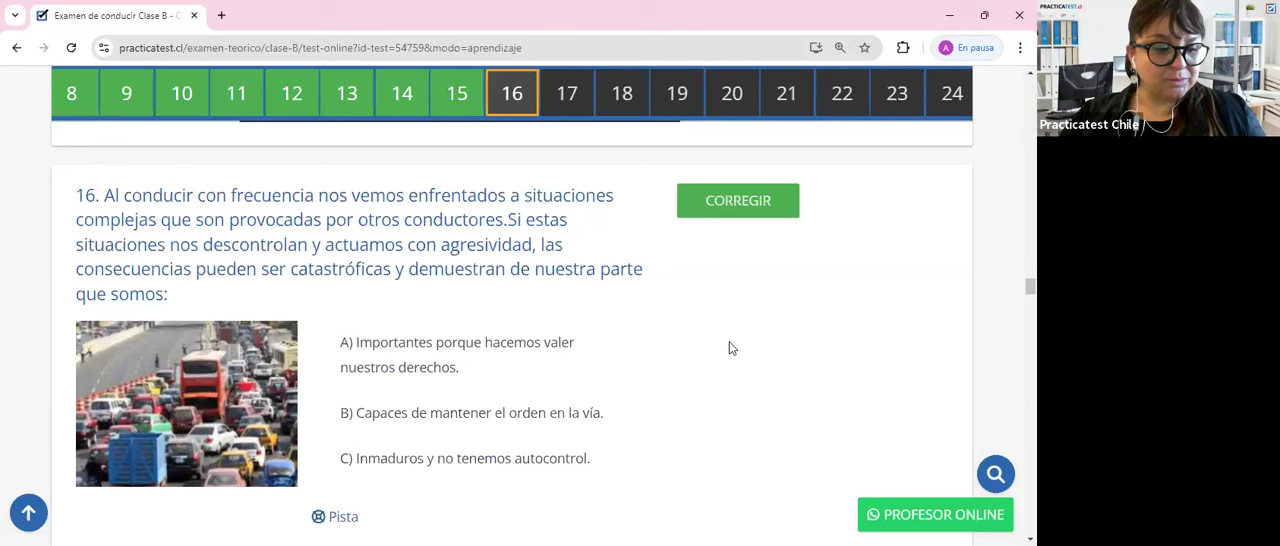 Examen de conducir Clase B - C
practicatest.cl/examen-teorico/clase-B/test-online?id-test=54759&modo=aprendizaje
A
En pausa
PRACTICATEST.cl
Practicatest Chile
8 9 10 11 12 13 14 15 16 17 18 19 20 21 22 23 24
16. Al conducir con frecuencia nos vemos enfrentados a situaciones
complejas que son provocadas por otros conductores.Si estas
situaciones nos descontrolan y actuamos con agresividad, las
consecuencias pueden ser catastróficas y demuestran de nuestra parte
que somos:
CORREGIR
A) Importantes porque hacemos valer
nuestros derechos.
B) Capaces de mantener el orden en la vía.
C) Inmaduros y no tenemos autocontrol.
Pista
PROFESOR ONLINE